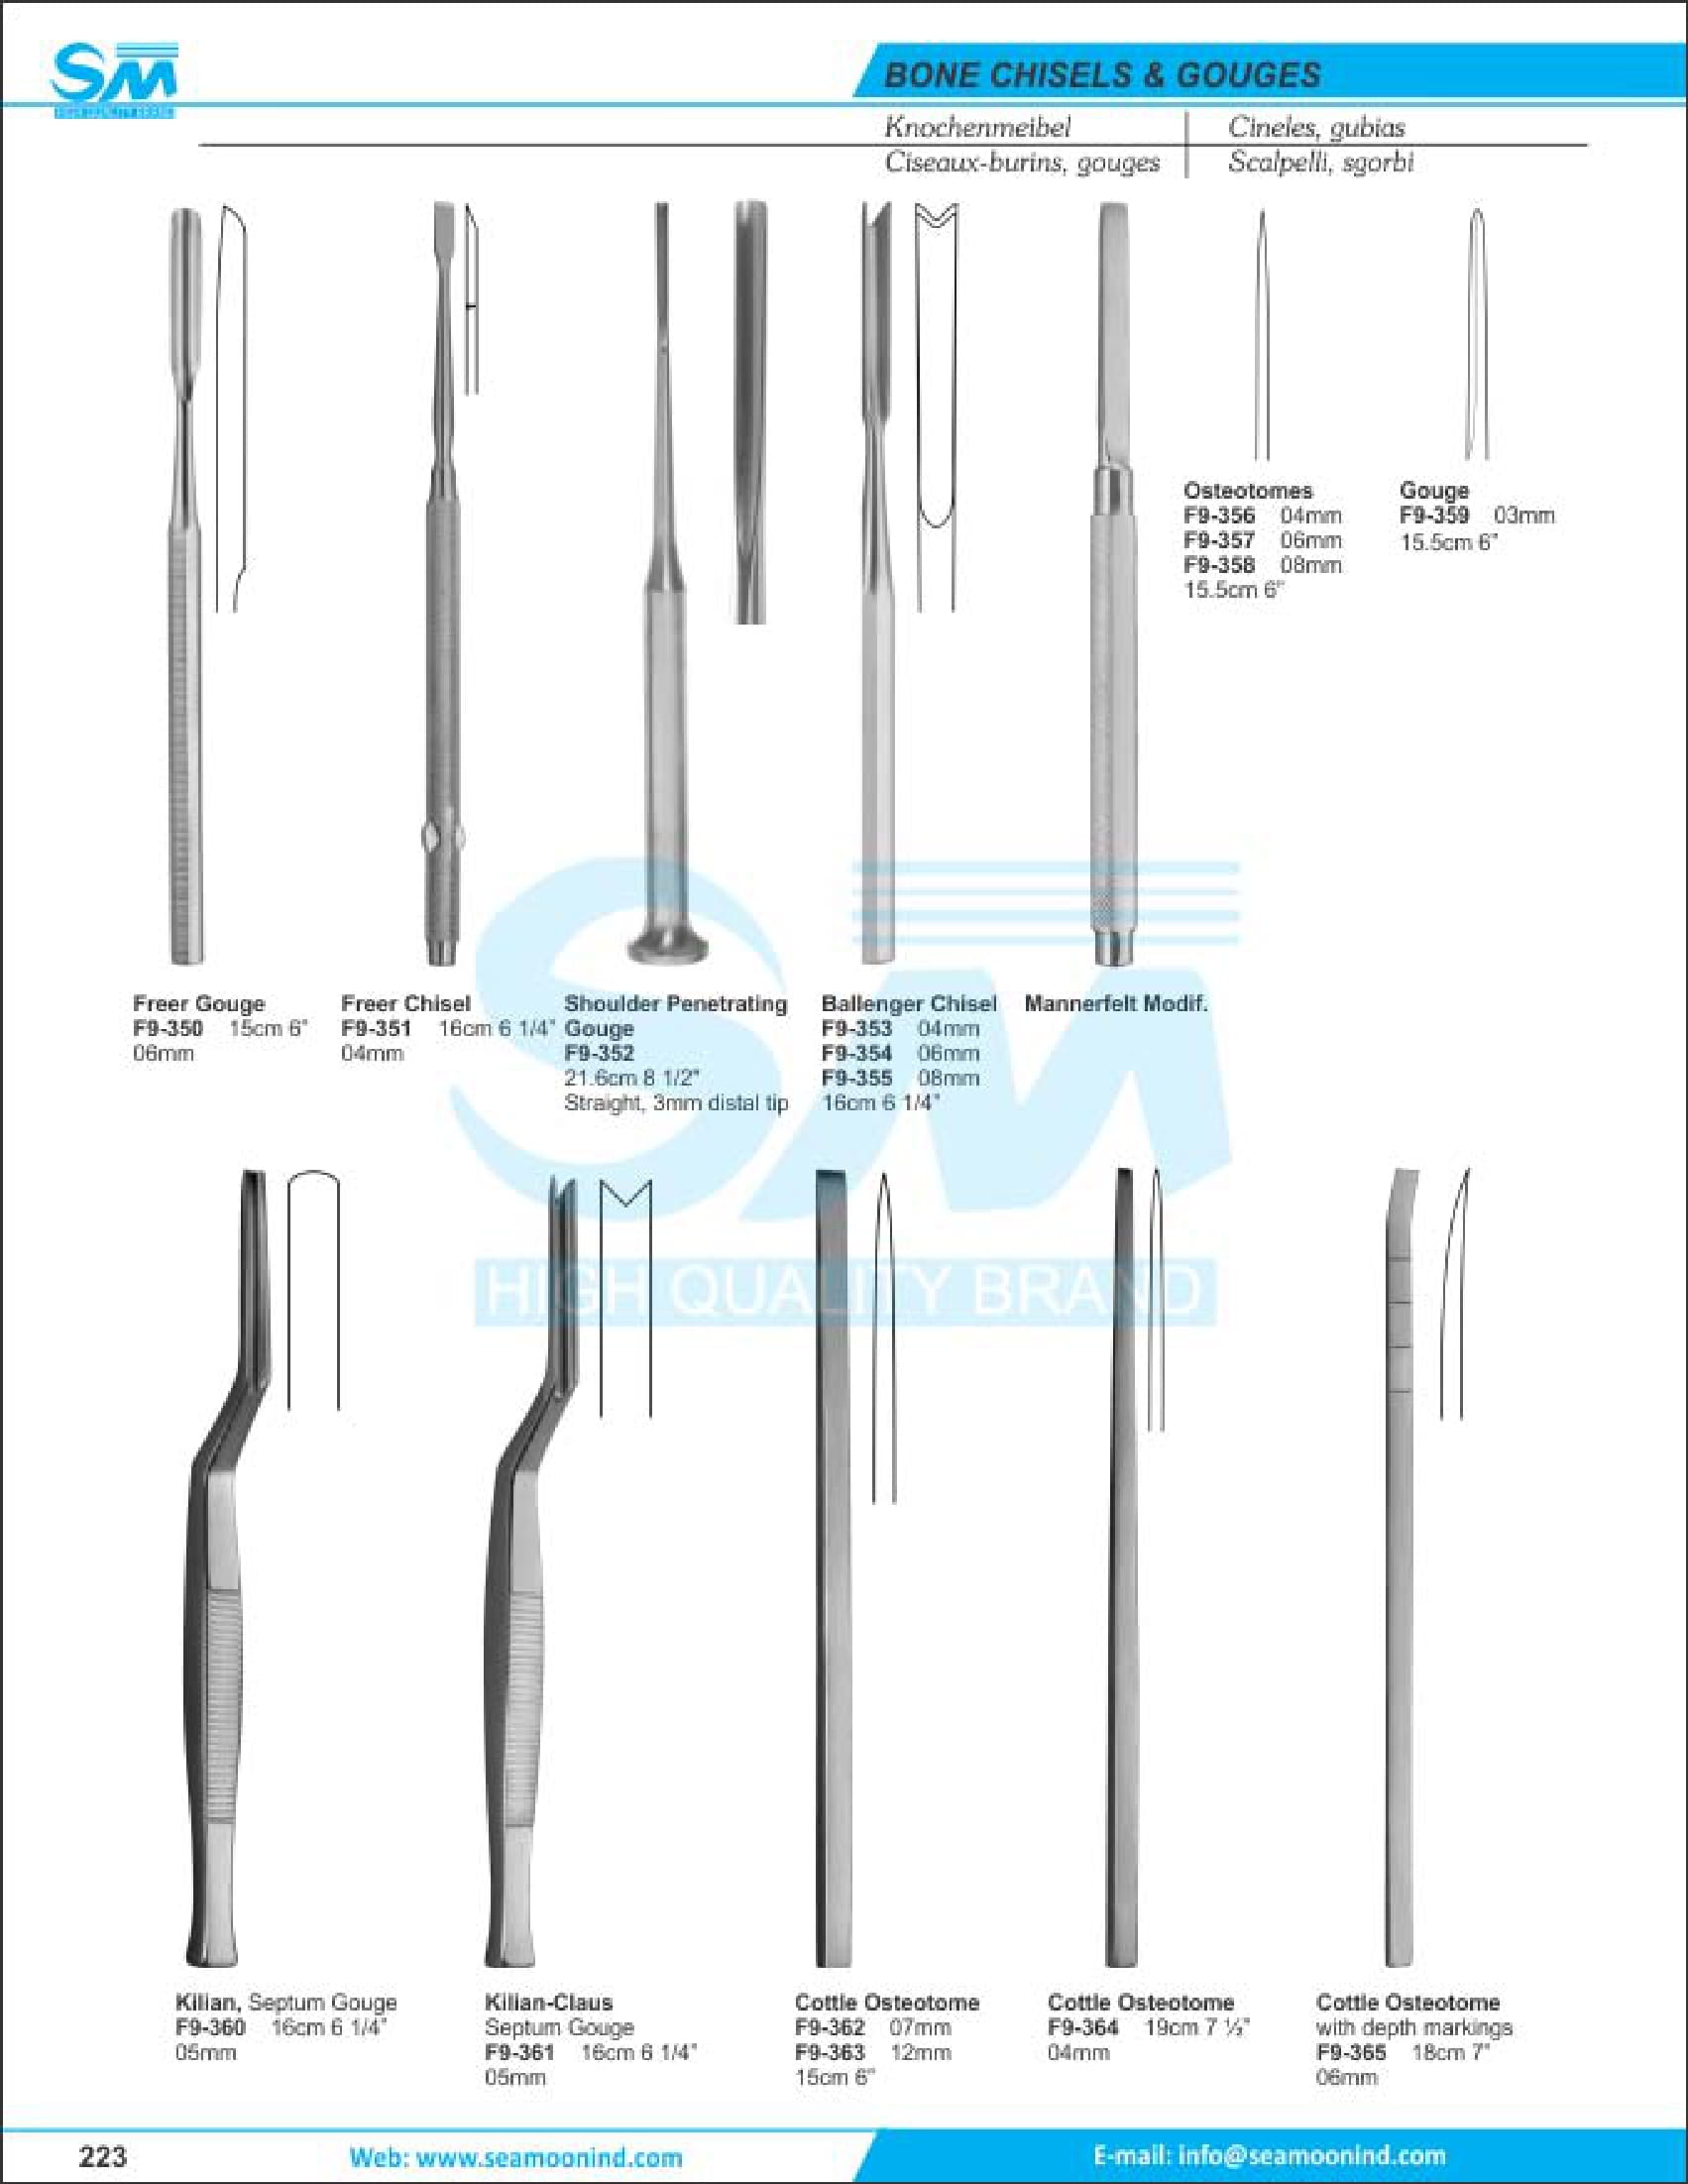 SM
BONE CHISELS & GOUGES
Knochenmeibel
Cineles, gubias
Ciseaux-burins, gouges
Scalpelli, sgorbi
Osteotomes
F9-356 04mm
F9-357 06mm
F9-358 08mm
15.5cm 6"
Gouge
F9-359 03mm
15.5cm 6"
Freer Gouge
F9-350 15cm 6"
06mm
Freer Chisel
F9-351 16cm 6 1/4"
04mm
Shoulder Penetrating
Gouge
F9-352
21.6cm 8 1/2"
Straight, 3mm distal tip
Ballenger Chisel
F9-353 04mm
F9-354 06mm
F9-355 08mm
16cm 6 1/4"
Mannerfelt Modif.
SM
HIGH QUALITY BRAND
Kilian, Septum Gouge
F9-360 16cm 6 1/4"
05mm
Kilian-Claus
Septum Gouge
F9-361 16cm 6 1/4"
05mm
Cottle Osteotome
F9-362 07mm
F9-363 12mm
15cm 6"
Cottle Osteotome
F9-364 19cm 7 ½"
04mm
Cottle Osteotome
with depth markings
F9-365 18cm 7"
06mm
223
Web: www.seamoonind.com
E-mail: info@seamoonind.com